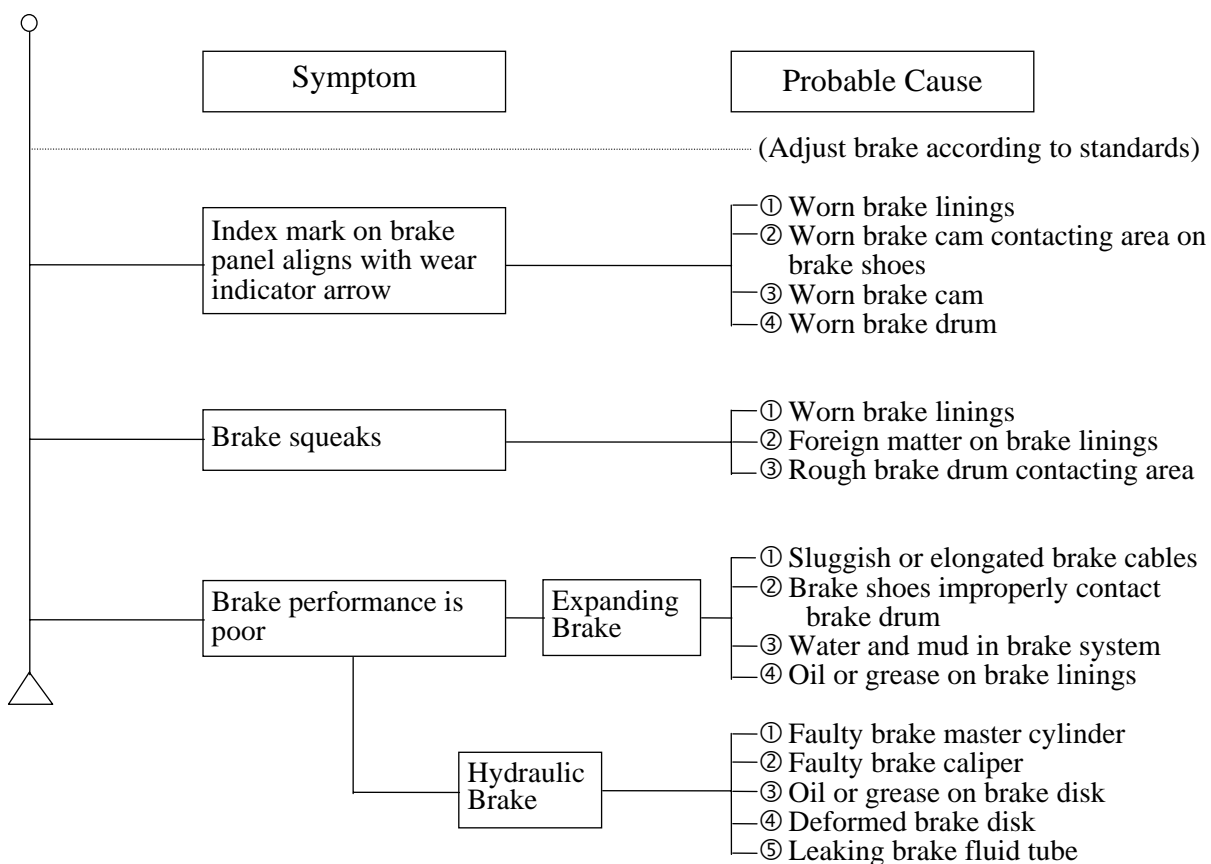 Symptom
Probable Cause
(Adjust brake according to standards)
Index mark on brake
panel aligns with wear
indicator arrow
① Worn brake linings
② Worn brake cam contacting area on
brake shoes
③ Worn brake cam
④ Worn brake drum
Brake squeaks
① Worn brake linings
② Foreign matter on brake linings
③ Rough brake drum contacting area
Brake performance is
poor
Expanding
Brake
① Sluggish or elongated brake cables
② Brake shoes improperly contact
brake drum
③ Water and mud in brake system
④ Oil or grease on brake linings
Hydraulic
Brake
① Faulty brake master cylinder
② Faulty brake caliper
③ Oil or grease on brake disk
④ Deformed brake disk
⑤ Leaking brake fluid tube